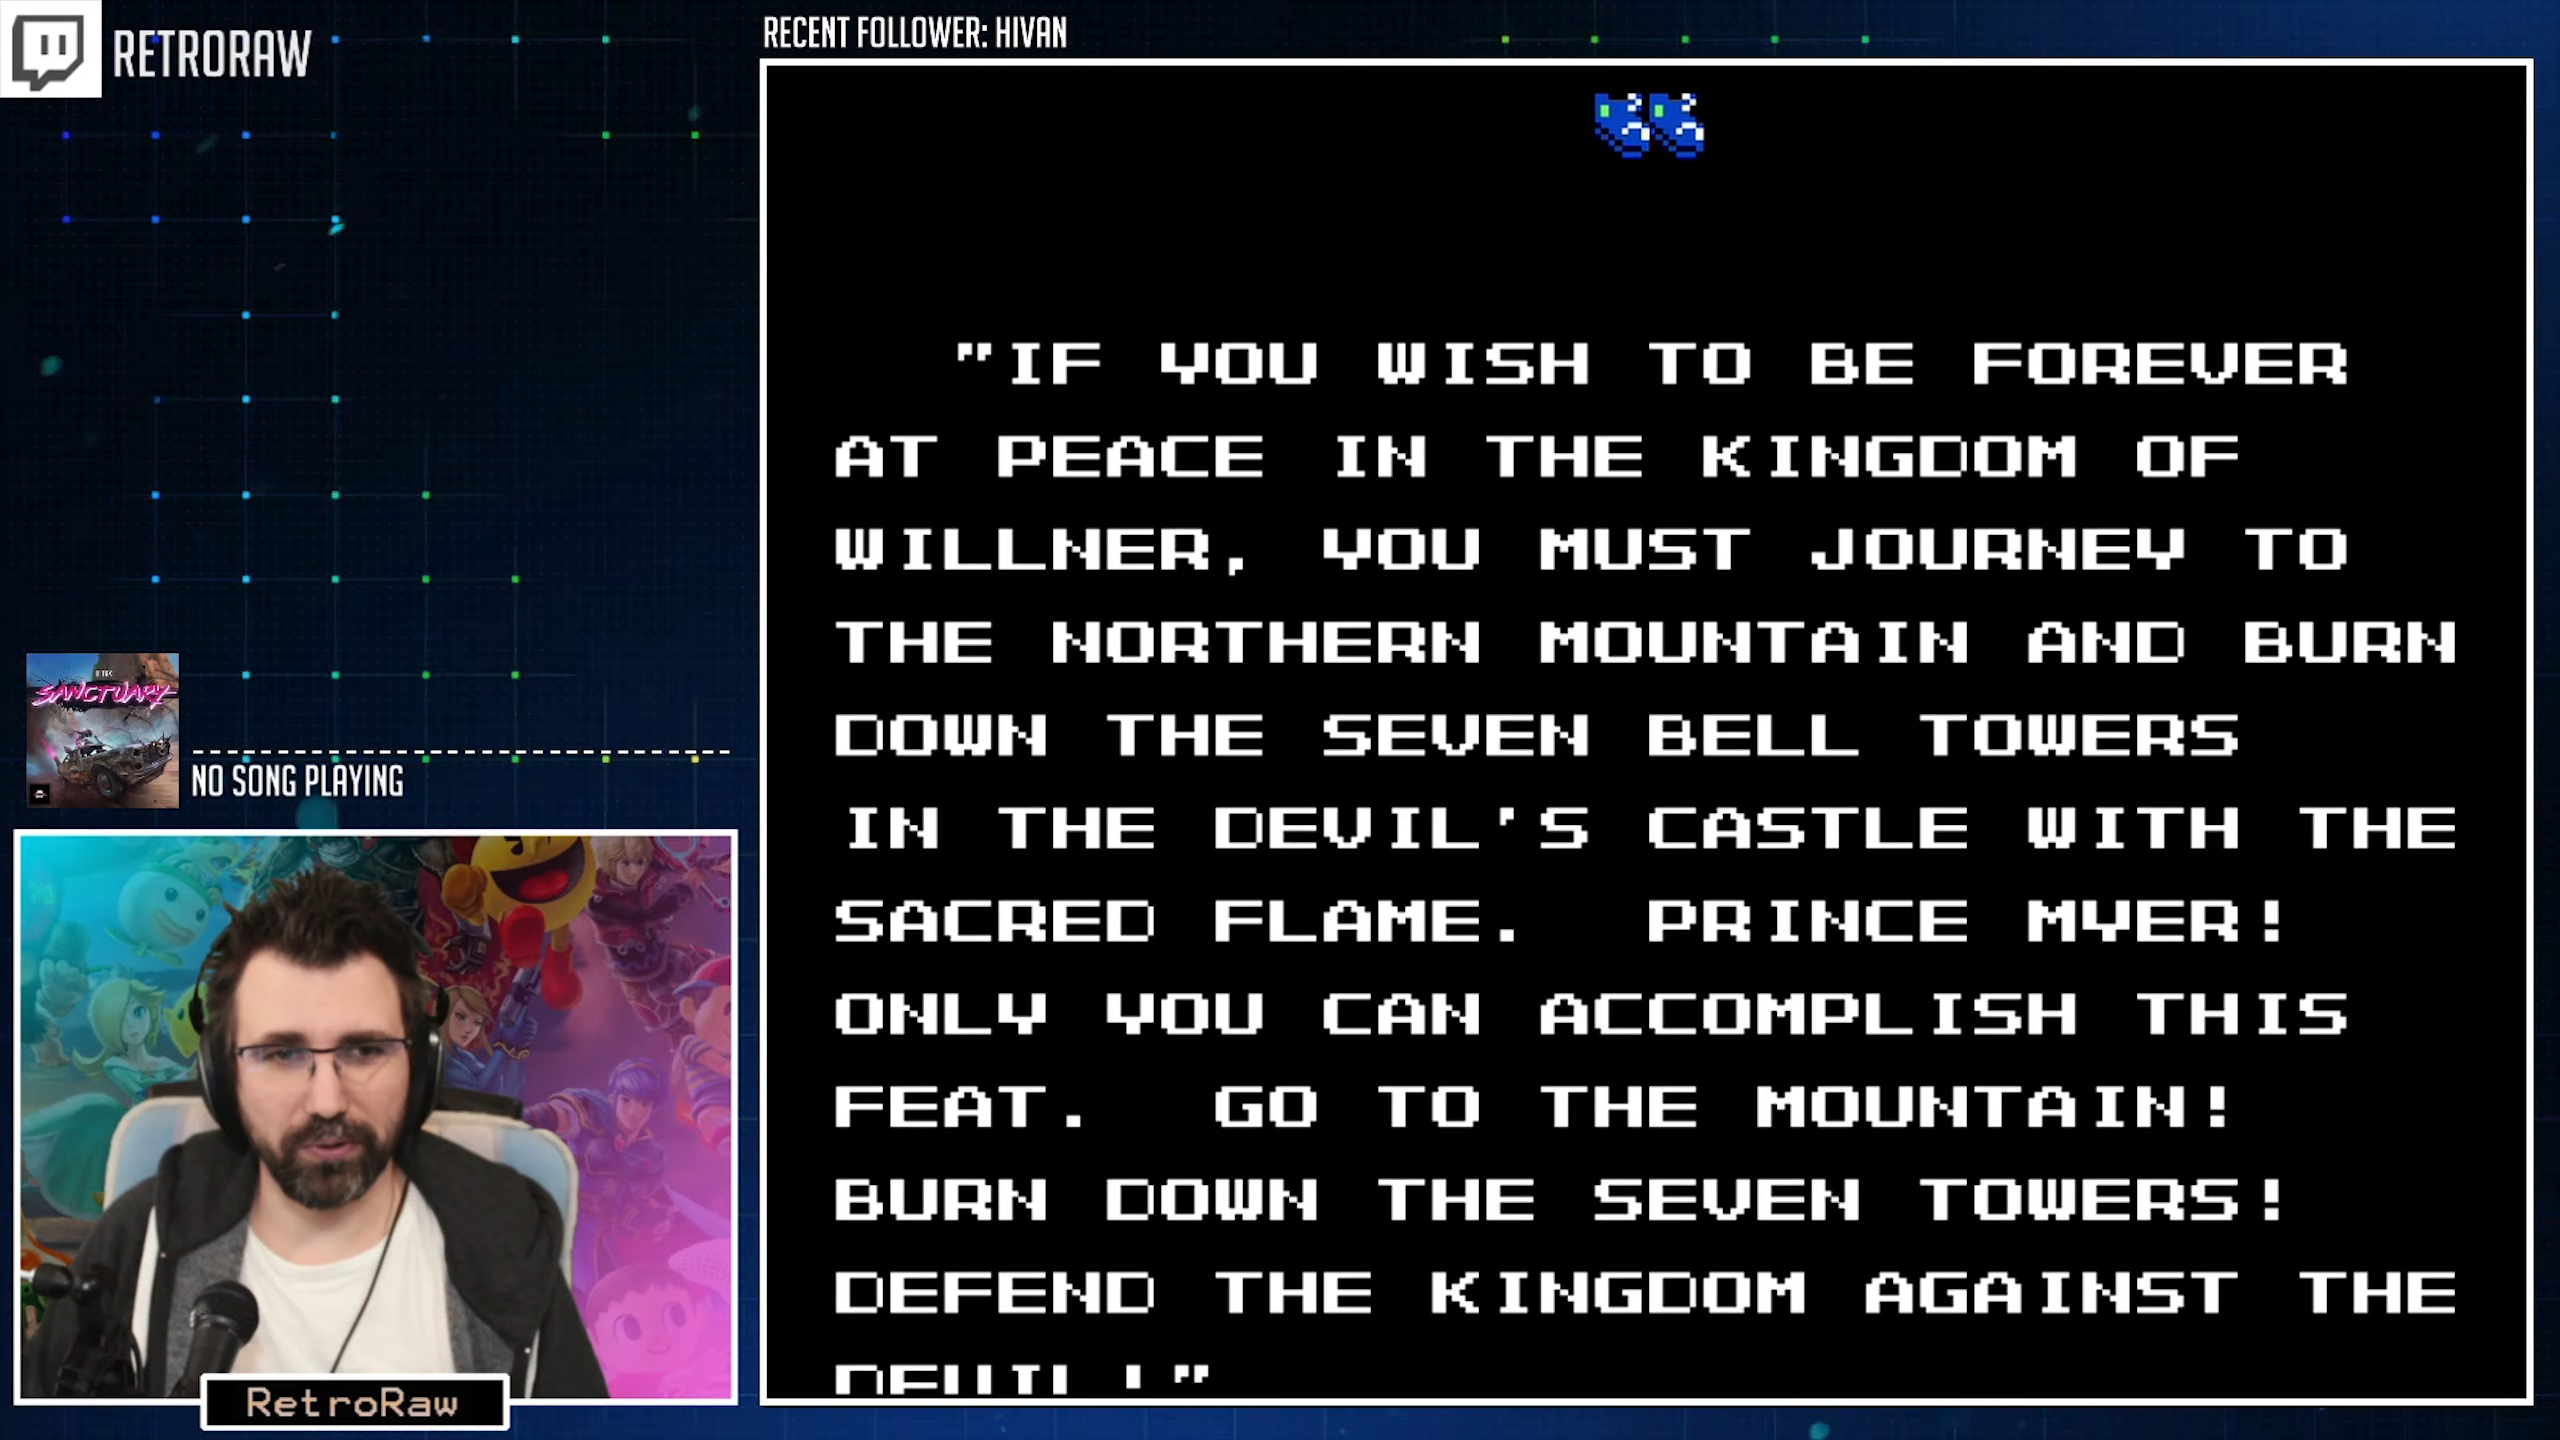 RETRORAW
RECENT FOLLOWER: HIVAN
"IF YOU WISH TO BE FOREVER
AT PEACE IN THE KINGDOM OF
WILLNER, YOU MUST JOURNEY TO
THE NORTHERN MOUNTAIN AND BURN
DOWN THE SEVEN BELL TOWERS
IN THE DEVIL'S CASTLE WITH THE
SACRED FLAME. PRINCE MYER!
ONLY YOU CAN ACCOMPLISH THIS
FEAT. GO TO THE MOUNTAIN!
BURN DOWN THE SEVEN TOWERS!
DEFEND THE KINGDOM AGAINST THE
DEVIL!"
SANCTUARY
NO SONG PLAYING
RetroRaw